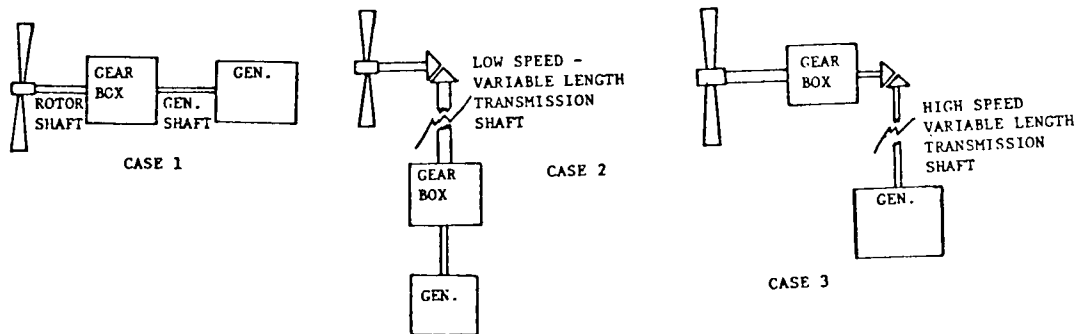 GEAR
BOX
GEN.
ROTOR
SHAFT
GEN.
SHAFT
CASE 1
LOW SPEED -
VARIABLE LENGTH
TRANSMISSION
SHAFT
GEAR
BOX
GEN.
CASE 2
GEAR
BOX
HIGH SPEED
VARIABLE LENGTH
TRANSMISSION
SHAFT
GEN.
CASE 3